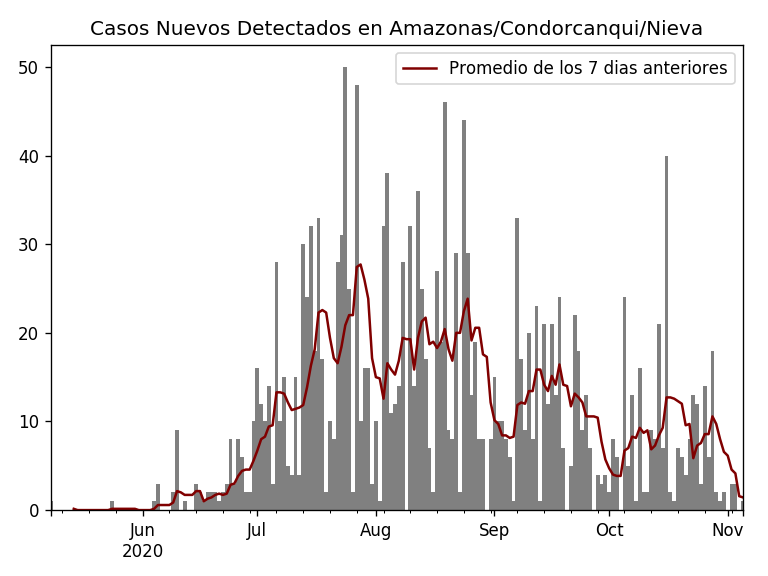 Casos Nuevos Detectados en Amazonas/Condorcanqui/Nieva
Promedio de los 7 dias anteriores
50
40
30
20
10
0
Jun Jul Aug Sep Oct Nov
2020